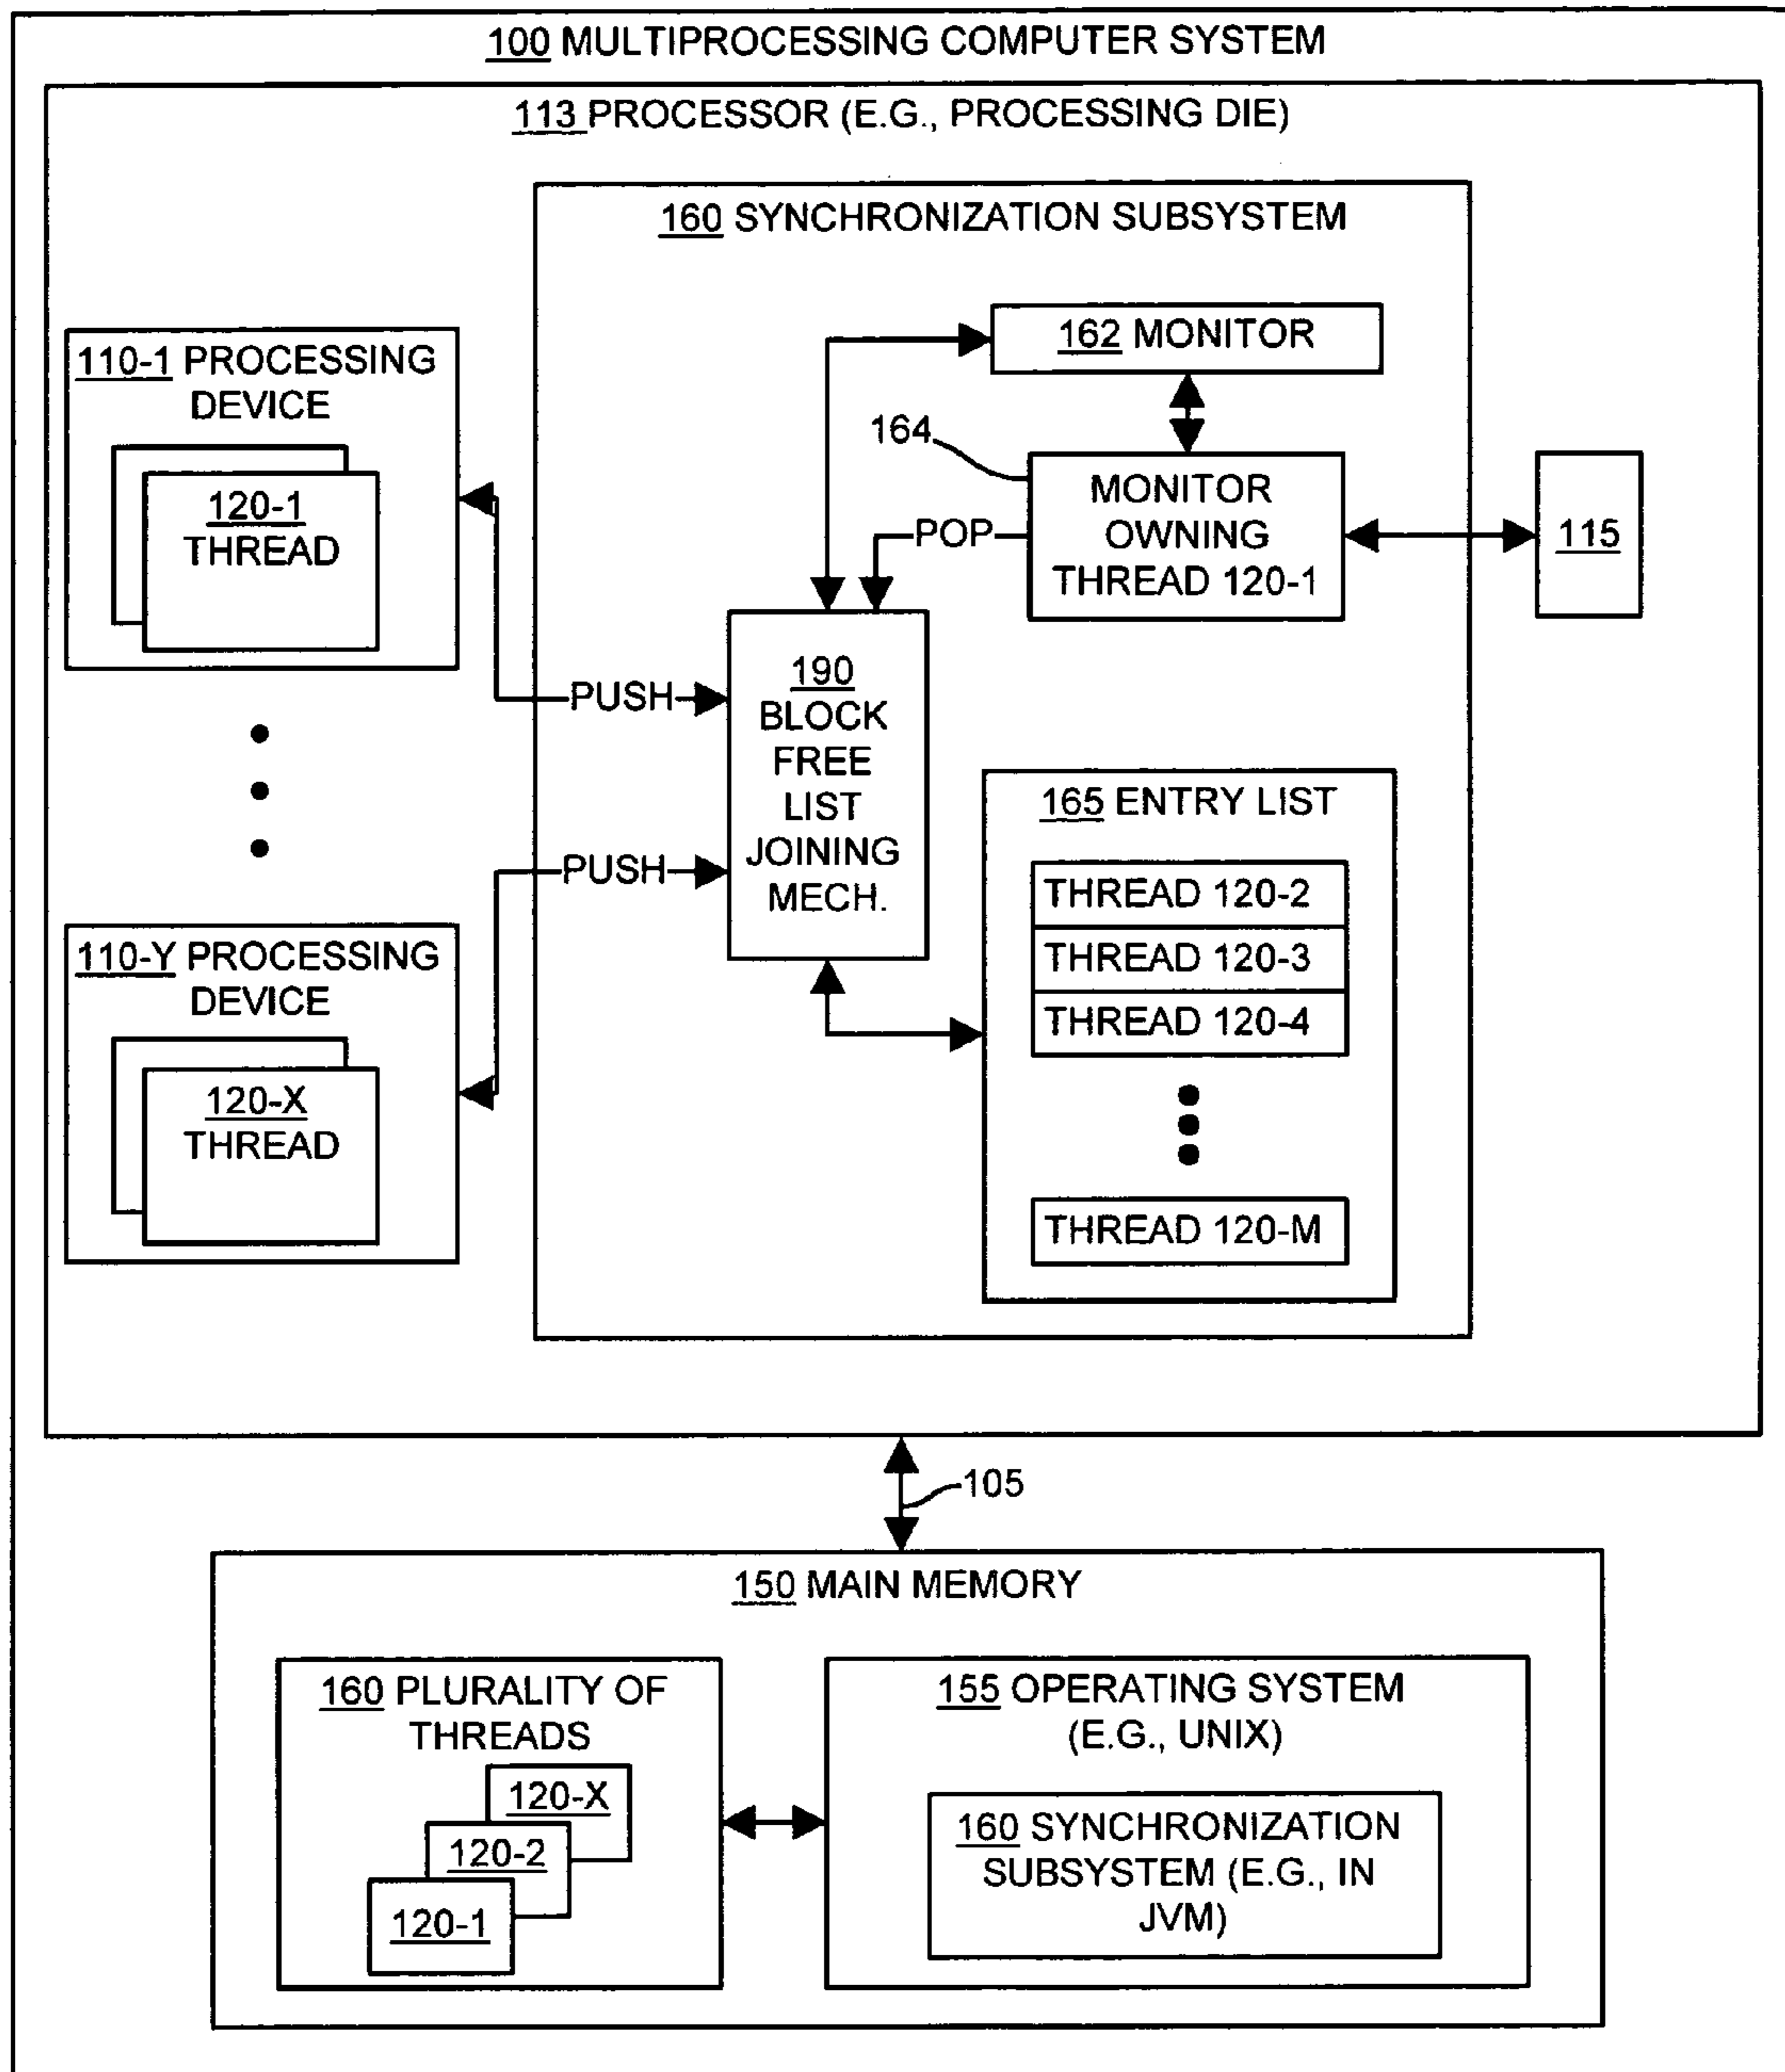 100 MULTIPROCESSING COMPUTER SYSTEM
113 PROCESSOR (E.G., PROCESSING DIE)
160 SYNCHRONIZATION SUBSYSTEM
162 MONITOR
110-1 PROCESSING
DEVICE
120-1
THREAD
164
MONITOR
OWNING
THREAD 120-1
POP
115
PUSH
190
BLOCK
FREE
LIST
JOINING
MECH.
PUSH
165 ENTRY LIST
THREAD 120-2
THREAD 120-3
THREAD 120-4
THREAD 120-M
110-Y PROCESSING
DEVICE
120-X
THREAD
105
150 MAIN MEMORY
160 PLURALITY OF
THREADS
120-X
120-2
120-1
155 OPERATING SYSTEM
(E.G., UNIX)
160 SYNCHRONIZATION
SUBSYSTEM (E.G., IN
JVM)